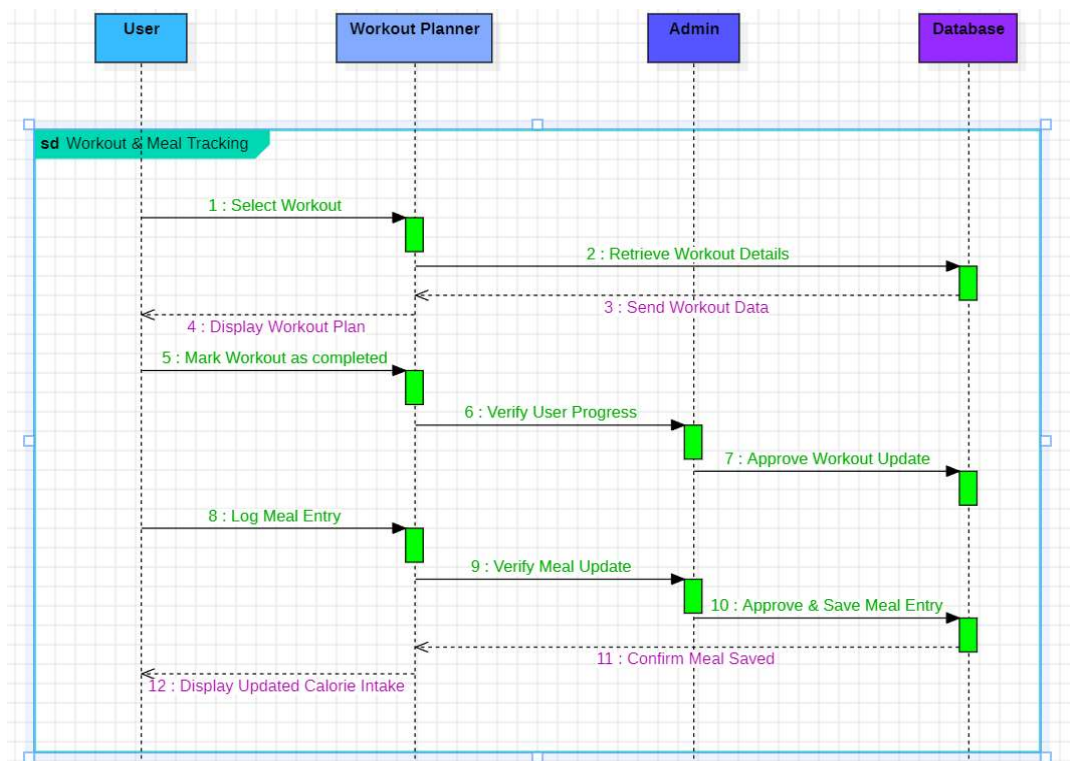 User
Workout Planner
Admin
Database
sd Workout & Meal Tracking
1 : Select Workout
2 : Retrieve Workout Details
3 : Send Workout Data
4 : Display Workout Plan
5 : Mark Workout as completed
6 : Verify User Progress
7 : Approve Workout Update
8 : Log Meal Entry
9 : Verify Meal Update
10 : Approve & Save Meal Entry
11 : Confirm Meal Saved
12 : Display Updated Calorie Intake